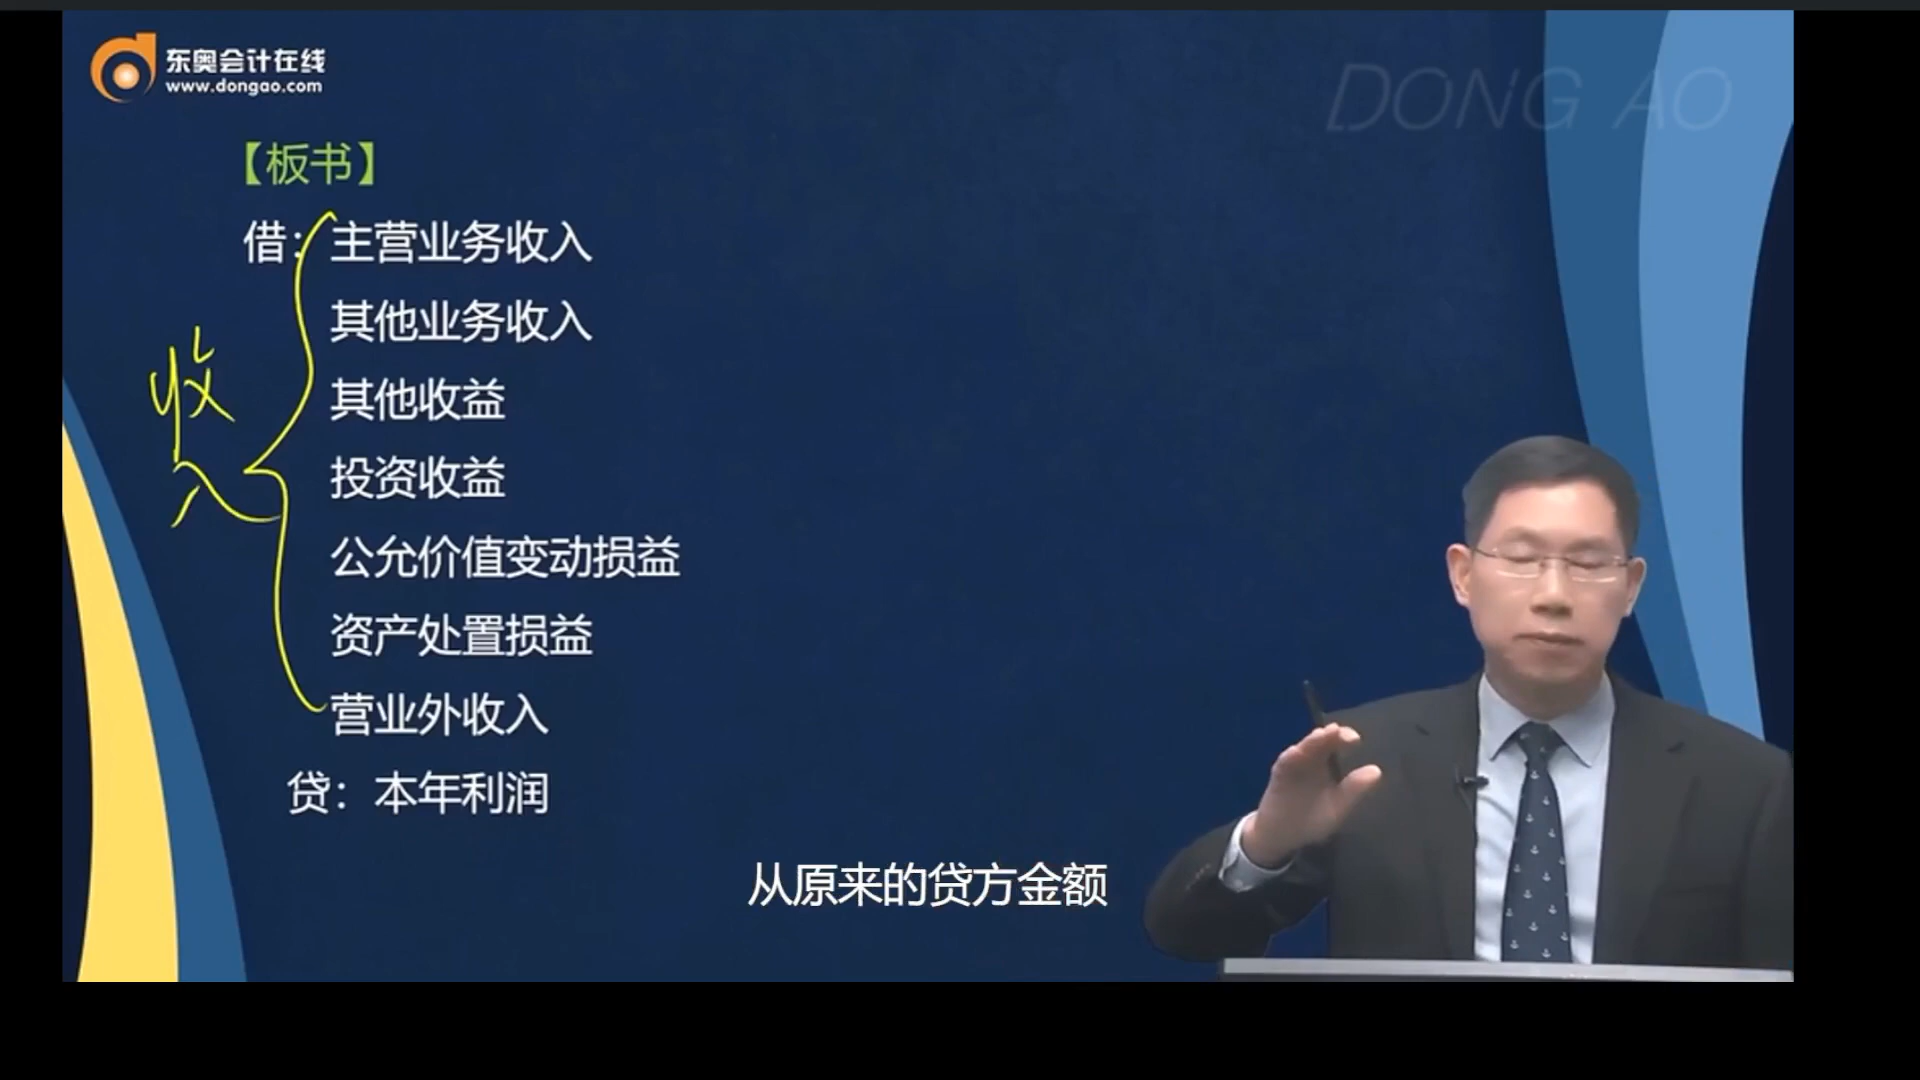 东奥会计在线
www.dongao.com
DONG AO
【板书】
借：主营业务收入
其他业务收入
其他收益
投资收益
公允价值变动损益
资产处置损益
营业外收入
收入
贷：本年利润
从原来的贷方金额